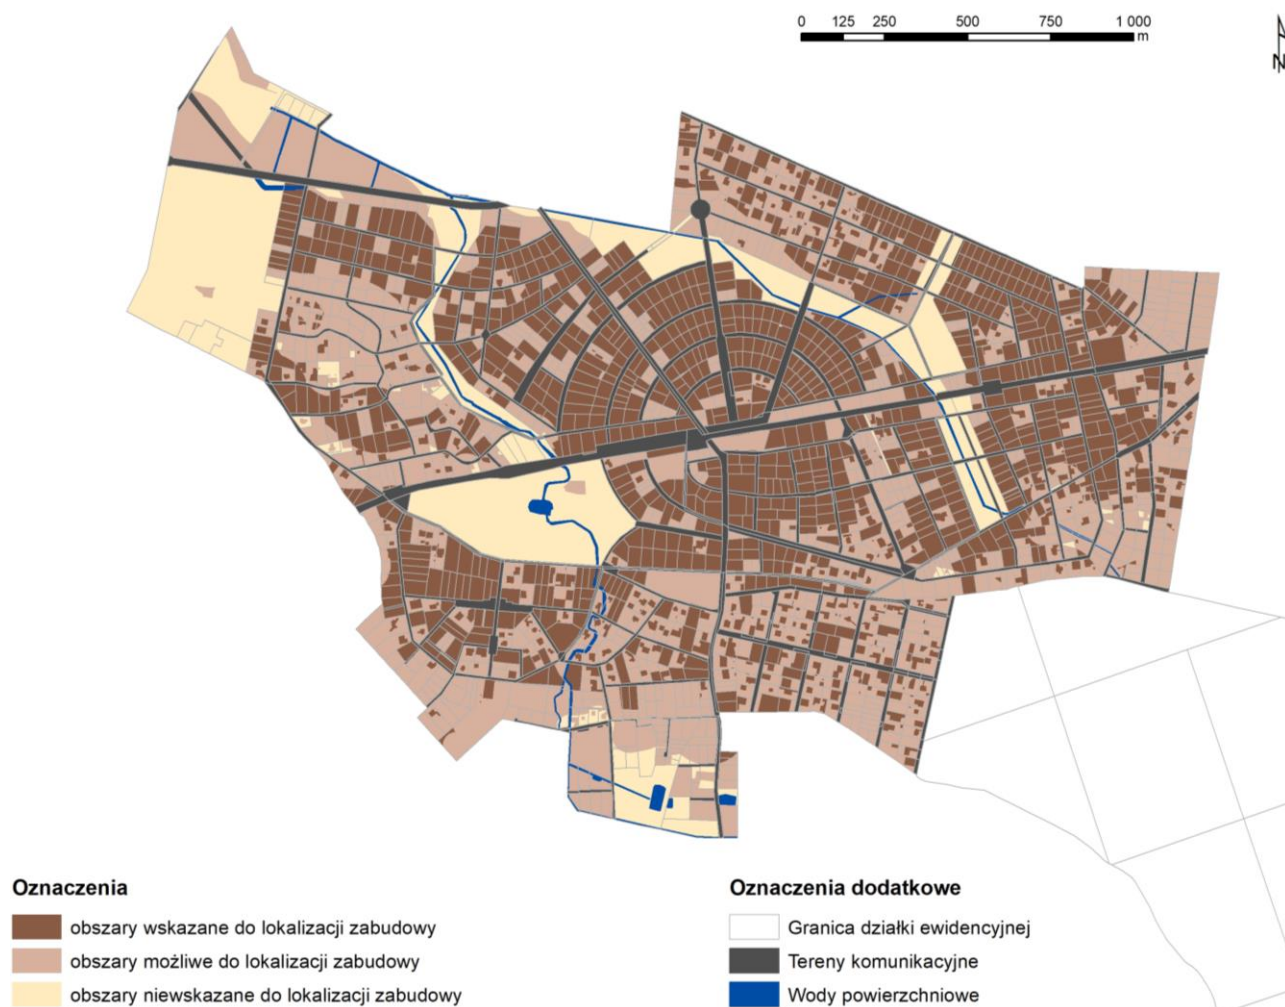 0 125 250 500 750 1 000
m
N
Oznaczenia
obszary wskazane do lokalizacji zabudowy
obszary możliwe do lokalizacji zabudowy
obszary niewskazane do lokalizacji zabudowy
Oznaczenia dodatkowe
Granica działki ewidencyjnej
Tereny komunikacyjne
Wody powierzchniowe